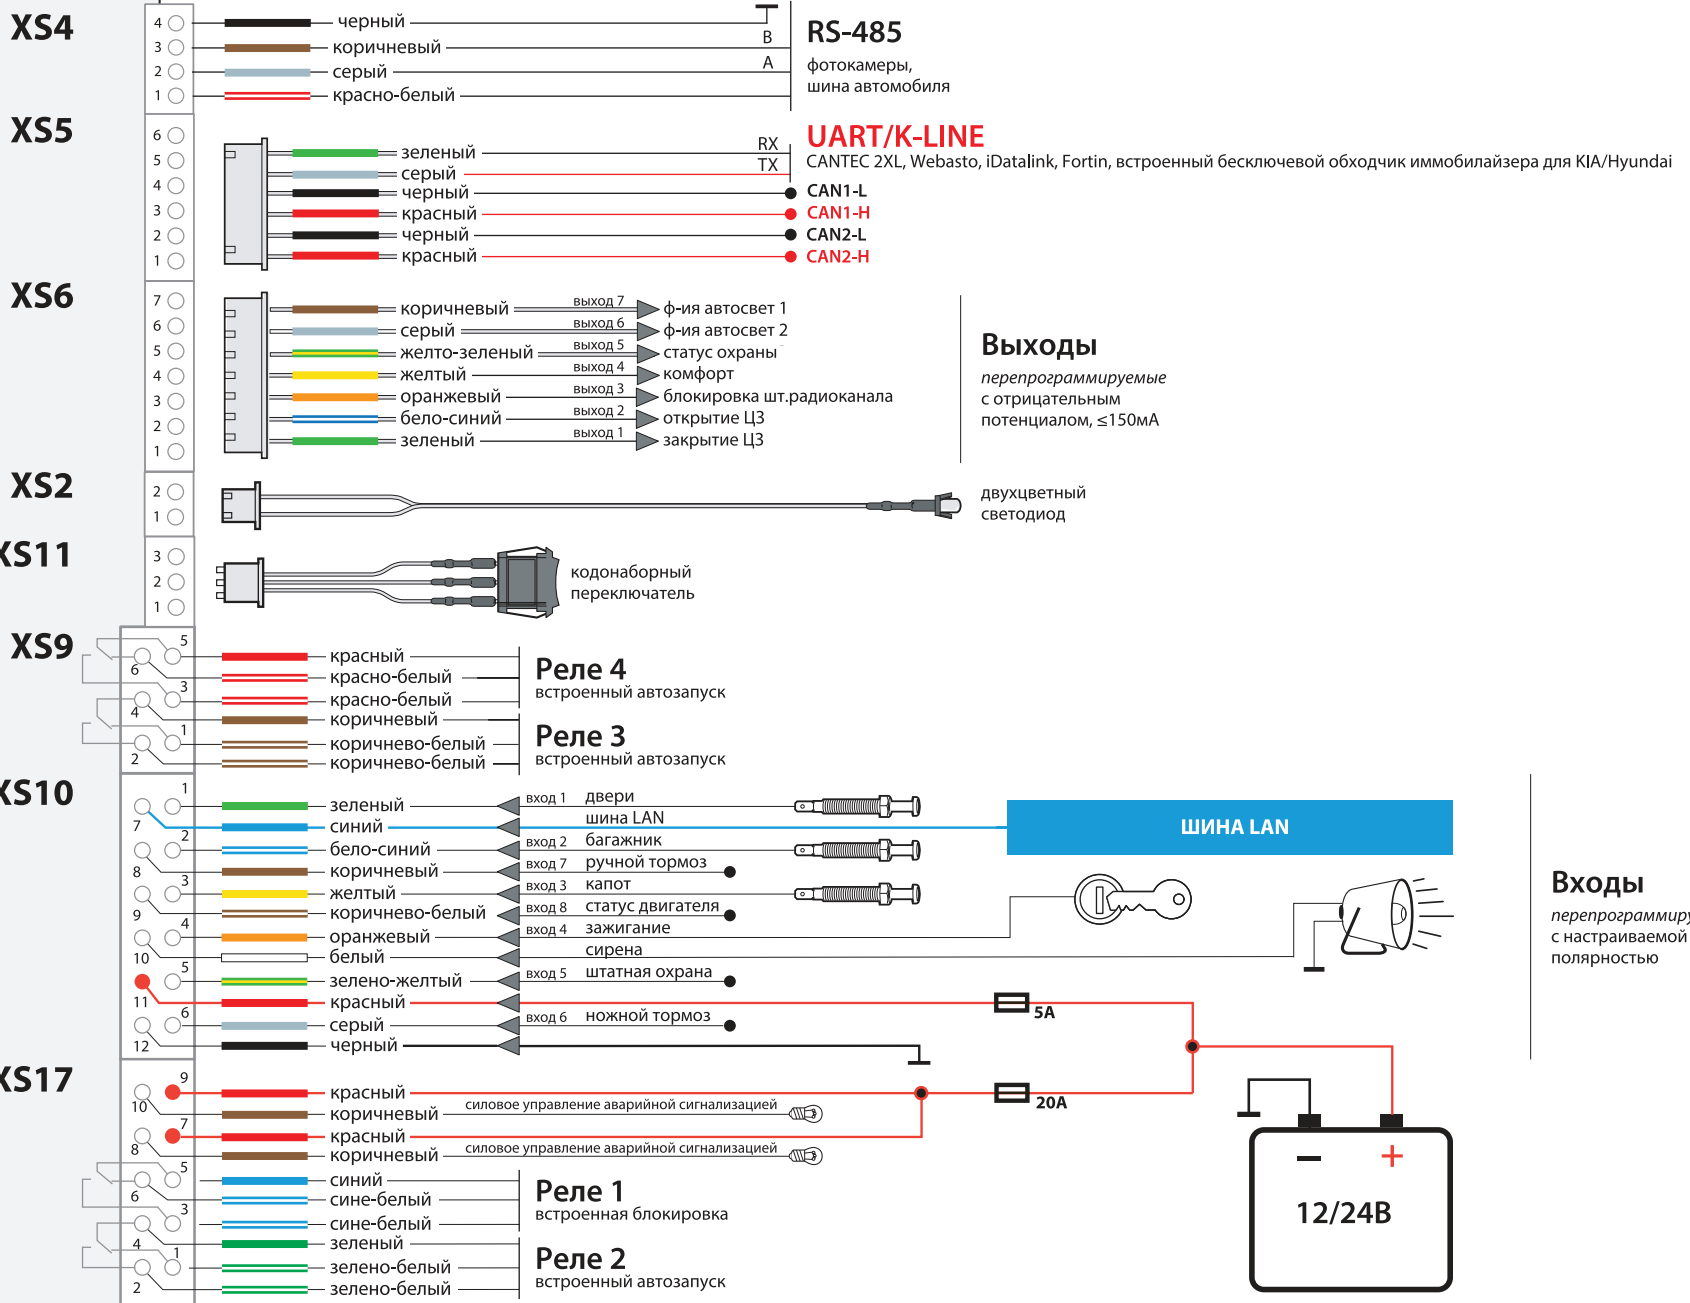 XS4
4 черный
3 коричневый B
2 серый A
1 красно-белый
RS-485
фотокамеры,
шина автомобиля
XS5
6
5
4
3
2
1
зеленый RX
серый TX
черный CAN1-L
красный CAN1-H
черный CAN2-L
красный CAN2-H
UART/K-LINE
CANTEC 2XL, Webasto, iDatalink, Fortin, встроенный бесключевой обходчик иммобилайзера для KIA/Hyundai
XS6
7
6
5
4
3
2
1
коричневый выход 7 ф-ия автосвет 1
серый выход 6 ф-ия автосвет 2
желто-зеленый выход 5 статус охраны
желтый выход 4 комфорт
оранжевый выход 3 блокировка шт.радиоканала
бело-синий выход 2 открытие ЦЗ
зеленый выход 1 закрытие ЦЗ
Выходы
перепрограммируемые
с отрицательным
потенциалом, ≤150мА
XS2
2
1
двухцветный
светодиод
XS11
3
2
1
кодонаборный
переключатель
XS9
5 красный
6 красно-белый
3 красно-белый
Реле 4
встроенный автозапуск
4 коричневый
1 коричнево-белый
2 коричнево-белый
Реле 3
встроенный автозапуск
XS10
1 зеленый вход 1 двери
7 синий шина LAN
ШИНА LAN
2 бело-синий вход 2 багажник
8 коричневый вход 7 ручной тормоз
3 желтый вход 3 капот
9 коричнево-белый вход 8 статус двигателя
4 оранжевый вход 4 зажигание
10 белый сирена
5 зелено-желтый вход 5 штатная охрана
11 красный 5А
6 серый вход 6 ножной тормоз
12 черный
Входы
перепрограммиру
с настраиваемой
полярностью
XS17
9 красный 20А
10 коричневый силовое управление аварийной сигнализацией
7 красный
8 коричневый силовое управление аварийной сигнализацией
5 синий
6 сине-белый
3 сине-белый
Реле 1
встроенная блокировка
4 зеленый
1 зелено-белый
2 зелено-белый
Реле 2
встроенный автозапуск
– +
12/24В